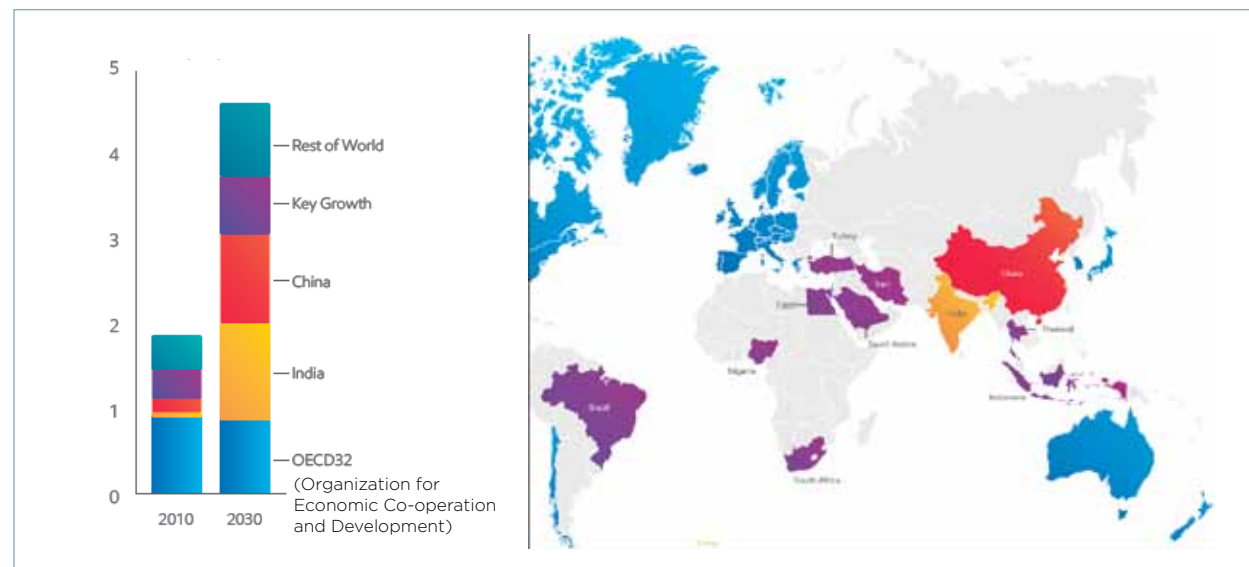 5
4
3
2
1
0
2010
2030
Rest of World
Key Growth
China
India
OECD32
(Organization for
Economic Co-operation
and Development)
Turkey
Iran
China
Egypt
India
Thailand
Saudi Arabia
Nigeria
Indonesia
Brazil
South Africa